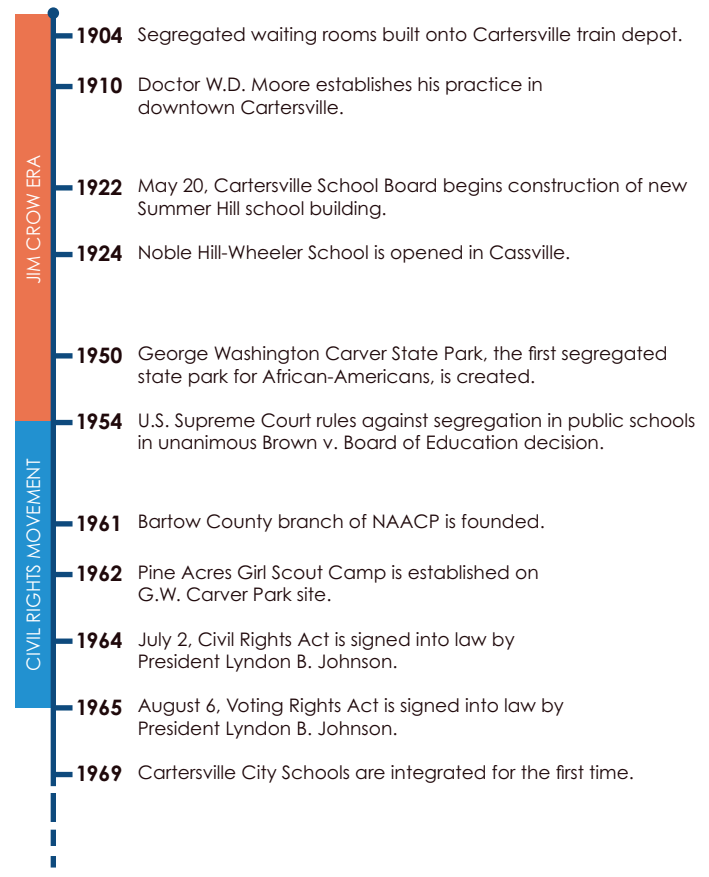 1904 Segregated waiting rooms built onto Cartersville train depot.
1910 Doctor W.D. Moore establishes his practice in
downtown Cartersville.
JIM CROW ERA
1922 May 20, Cartersville School Board begins construction of new
Summer Hill school building.
1924 Noble Hill-Wheeler School is opened in Cassville.
1950 George Washington Carver State Park, the first segregated
state park for African-Americans, is created.
1954 U.S. Supreme Court rules against segregation in public schools
in unanimous Brown v. Board of Education decision.
CIVIL RIGHTS MOVEMENT
1961 Bartow County branch of NAACP is founded.
1962 Pine Acres Girl Scout Camp is established on
G.W. Carver Park site.
1964 July 2, Civil Rights Act is signed into law by
President Lyndon B. Johnson.
1965 August 6, Voting Rights Act is signed into law by
President Lyndon B. Johnson.
1969 Cartersville City Schools are integrated for the first time.